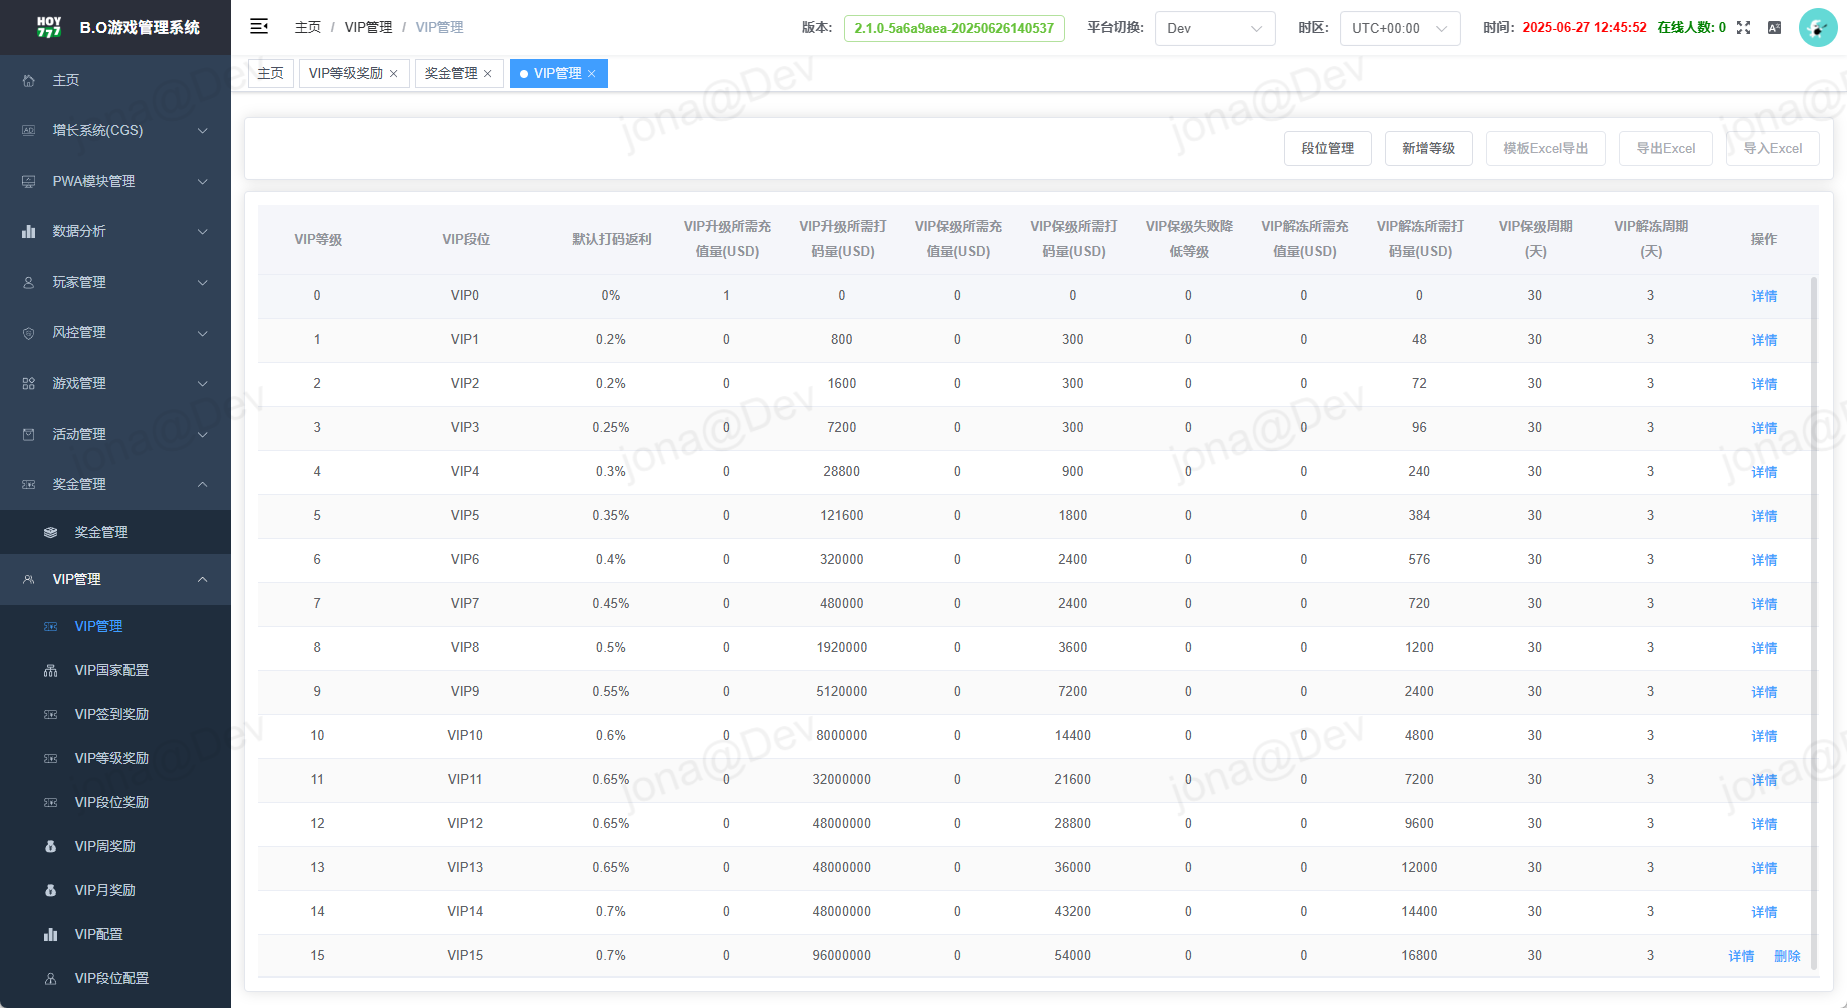 HOY
777
B.O游戏管理系统
主页
增长系统(CGS)
PWA模块管理
数据分析
玩家管理
风控管理
游戏管理
活动管理
奖金管理
奖金管理
VIP管理
VIP管理
VIP国家配置
VIP签到奖励
VIP等级奖励
VIP段位奖励
VIP周奖励
VIP月奖励
VIP配置
VIP段位配置
主页 / VIP管理 / VIP管理
版本: 2.1.0-5a6a9aea-20250626140537 平台切换: Dev 时区: UTC+00:00 时间: 2025-06-27 12:45:52 在线人数: 0
主页 VIP等级奖励 × 奖金管理 × VIP管理 ×
段位管理 新增等级 模板Excel导出 导出Excel 导入Excel
VIP等级 VIP段位 默认打码返利 VIP升级所需充值量(USD) VIP升级所需打码量(USD) VIP保级所需充值量(USD) VIP保级所需打码量(USD) VIP保级失败降低等级 VIP解冻所需充值量(USD) VIP解冻所需打码量(USD) VIP保级周期(天) VIP解冻周期(天) 操作
0 VIP0 0% 1 0 0 0 0 0 0 30 3 详情
1 VIP1 0.2% 0 800 0 300 0 0 48 30 3 详情
2 VIP2 0.2% 0 1600 0 300 0 0 72 30 3 详情
3 VIP3 0.25% 0 7200 0 300 0 0 96 30 3 详情
4 VIP4 0.3% 0 28800 0 900 0 0 240 30 3 详情
5 VIP5 0.35% 0 121600 0 1800 0 0 384 30 3 详情
6 VIP6 0.4% 0 320000 0 2400 0 0 576 30 3 详情
7 VIP7 0.45% 0 480000 0 2400 0 0 720 30 3 详情
8 VIP8 0.5% 0 1920000 0 3600 0 0 1200 30 3 详情
9 VIP9 0.55% 0 5120000 0 7200 0 0 2400 30 3 详情
10 VIP10 0.6% 0 8000000 0 14400 0 0 4800 30 3 详情
11 VIP11 0.65% 0 32000000 0 21600 0 0 7200 30 3 详情
12 VIP12 0.65% 0 48000000 0 28800 0 0 9600 30 3 详情
13 VIP13 0.65% 0 48000000 0 36000 0 0 12000 30 3 详情
14 VIP14 0.7% 0 48000000 0 43200 0 0 14400 30 3 详情
15 VIP15 0.7% 0 96000000 0 54000 0 0 16800 30 3 详情 删除
jona@Dev